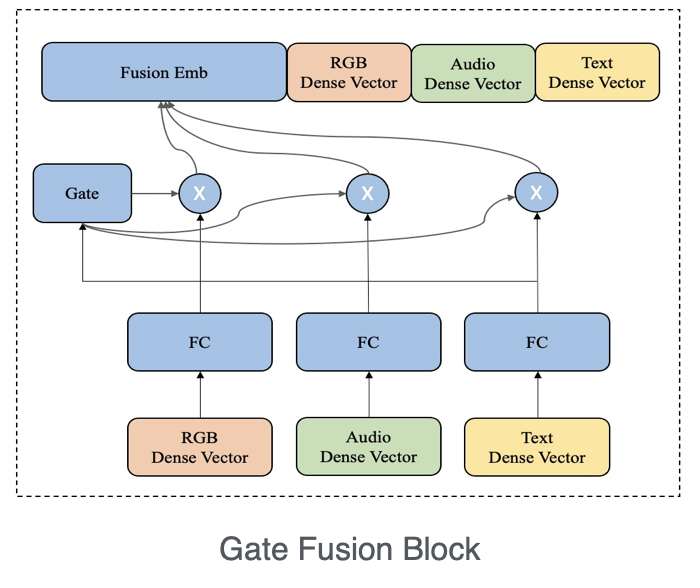 Fusion Emb
RGB
Dense Vector
Audio
Dense Vector
Text
Dense Vector
Gate
X
X
X
FC
FC
FC
RGB
Dense Vector
Audio
Dense Vector
Text
Dense Vector
Gate Fusion Block